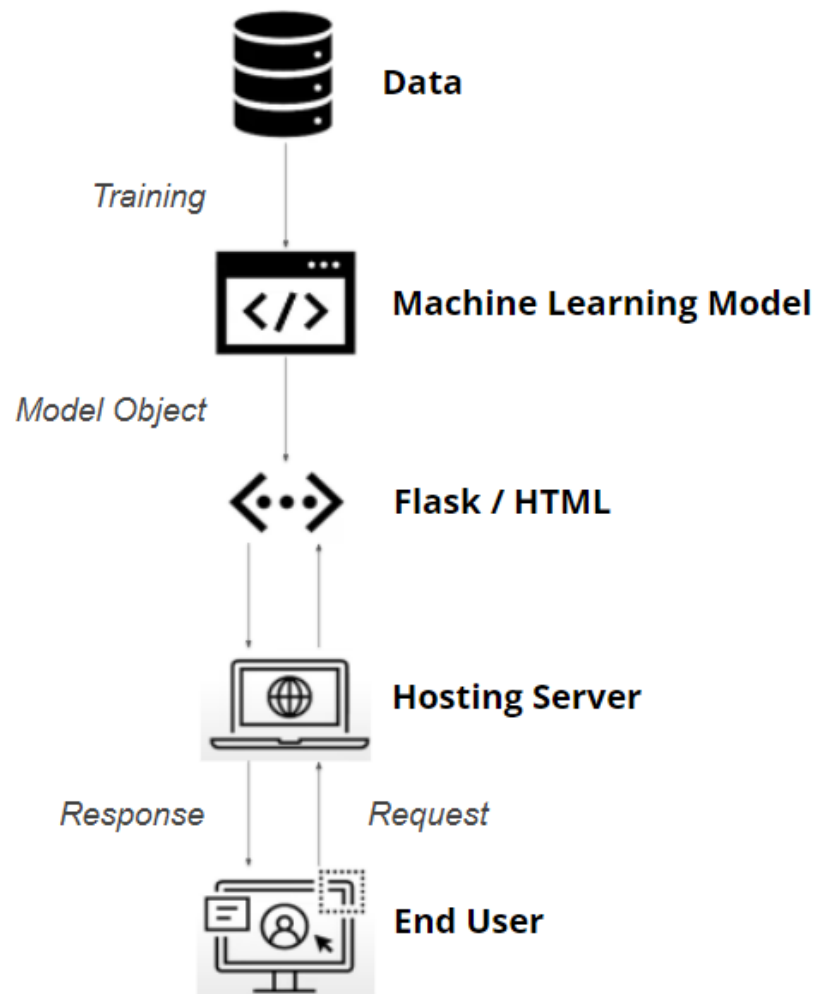 Data
Training
Machine Learning Model
Model Object
Flask / HTML
Hosting Server
Response
Request
End User